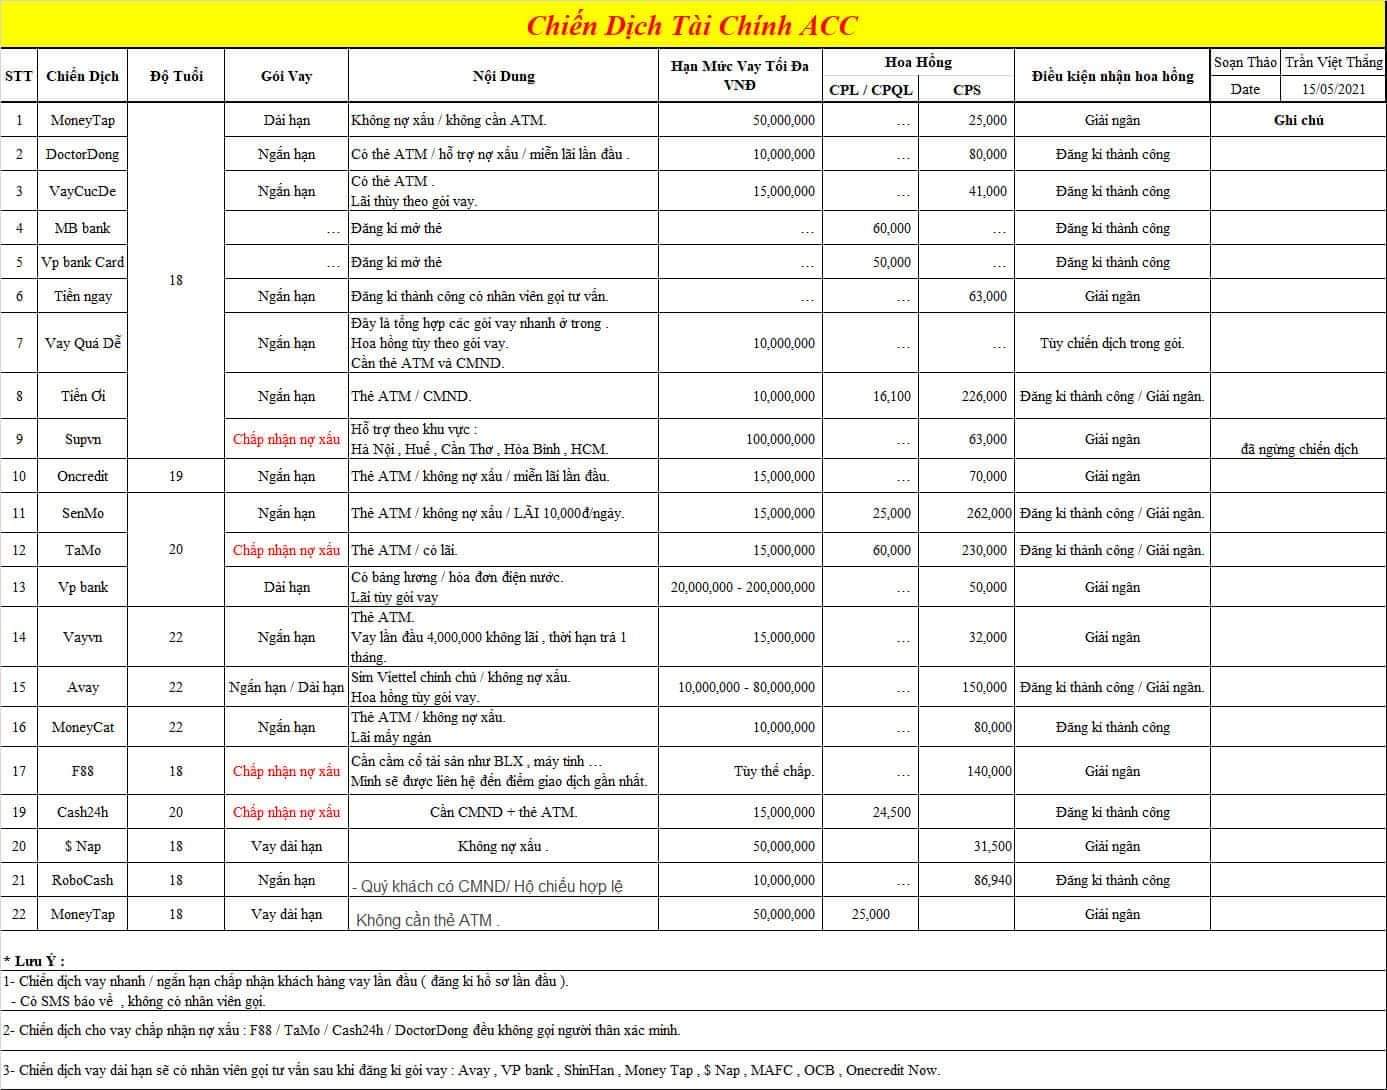 Chiến Dịch Tài Chính ACC
STT Chiến Dịch Độ Tuổi Gói Vay Nội Dung Hạn Mức Vay Tối Đa VNĐ Hoa Hồng Điều kiện nhận hoa hồng Soạn Thảo Trần Việt Thắng
CPL / CPQL CPS Date 15/05/2021
1 MoneyTap 18 Dài hạn Không nợ xấu / không cần ATM. 50,000,000 ... 25,000 Giải ngân Ghi chú
2 DoctorDong Ngắn hạn Có thẻ ATM / hỗ trợ nợ xấu / miễn lãi lần đầu . 10,000,000 ... 80,000 Đăng kí thành công
3 VayCucDe Ngắn hạn Có thẻ ATM .
Lãi thùy theo gói vay. 15,000,000 ... 41,000 Đăng kí thành công
4 MB bank ... Đăng kí mở thẻ ... 60,000 ... Đăng kí thành công
5 Vp bank Card ... Đăng kí mở thẻ ... 50,000 ... Đăng kí thành công
6 Tiền ngay Ngắn hạn Đăng kí thành công có nhân viên gọi tư vấn. ... ... 63,000 Giải ngân
7 Vay Quá Dễ Ngắn hạn Đây là tổng hợp các gói vay nhanh ở trong .
Hoa hồng tùy theo gói vay.
Cần thẻ ATM và CMND. 10,000,000 ... ... Tùy chiến dịch trong gói.
8 Tiền Ơi Ngắn hạn Thẻ ATM / CMND. 10,000,000 16,100 226,000 Đăng kí thành công / Giải ngân.
9 Supvn Chấp nhận nợ xấu Hỗ trợ theo khu vực :
Hà Nội , Huế , Cần Thơ , Hòa Bình , HCM. 100,000,000 ... 63,000 Giải ngân đã ngừng chiến dịch
10 Oncredit 19 Ngắn hạn Thẻ ATM / không nợ xấu / miễn lãi lần đầu. 15,000,000 ... 70,000 Giải ngân
11 SenMo 20 Ngắn hạn Thẻ ATM / không nợ xấu / LÃI 10,000đ/ngày. 15,000,000 25,000 262,000 Đăng kí thành công / Giải ngân.
12 TaMo Chấp nhận nợ xấu Thẻ ATM / có lãi. 15,000,000 60,000 230,000 Đăng kí thành công / Giải ngân.
13 Vp bank Dài hạn Có bảng lương / hóa đơn điện nước.
Lãi tùy gói vay 20,000,000 - 200,000,000 ... 50,000 Giải ngân
14 Vayvn 22 Ngắn hạn Thẻ ATM.
Vay lần đầu 4,000,000 không lãi , thời hạn trả 1
tháng. 15,000,000 ... 32,000 Giải ngân
15 Avay 22 Ngắn hạn / Dài hạn Sim Viettel chính chủ / không nợ xấu.
Hoa hồng tùy gói vay. 10,000,000 - 80,000,000 ... 150,000 Đăng kí thành công / Giải ngân.
16 MoneyCat 22 Ngắn hạn Thẻ ATM / không nợ xấu.
Lãi mấy ngàn 10,000,000 ... 80,000 Đăng kí thành công
17 F88 18 Chấp nhận nợ xấu Cần cầm cố tài sản như BLX , máy tính ...
Mình sẽ được liên hệ đến điểm giao dịch gần nhất. Tùy thế chấp. ... 140,000 Giải ngân
19 Cash24h 20 Chấp nhận nợ xấu Cần CMND + thẻ ATM. 15,000,000 24,500 Đăng kí thành công
20 $ Nap 18 Vay dài hạn Không nợ xấu . 50,000,000 31,500 Giải ngân
21 RoboCash 18 Ngắn hạn - Quý khách có CMND/ Hộ chiếu hợp lệ 10,000,000 ... 86,940 Đăng kí thành công
22 MoneyTap 18 Vay dài hạn Không cần thẻ ATM . 50,000,000 25,000 Giải ngân
* Lưu Ý :
1- Chiến dịch vay nhanh / ngắn hạn chấp nhận khách hàng vay lần đầu ( đăng kí hồ sơ lần đầu ).
- Có SMS báo về , không có nhân viên gọi.
2- Chiến dịch cho vay chấp nhận nợ xấu : F88 / TaMo / Cash24h / DoctorDong đều không gọi người thân xác minh.
3- Chiến dịch vay dài hạn sẽ có nhân viên gọi tư vấn sau khi đăng kí gói vay : Avay , VP bank , ShinHan , Money Tap , $ Nap , MAFC , OCB , Onecredit Now.